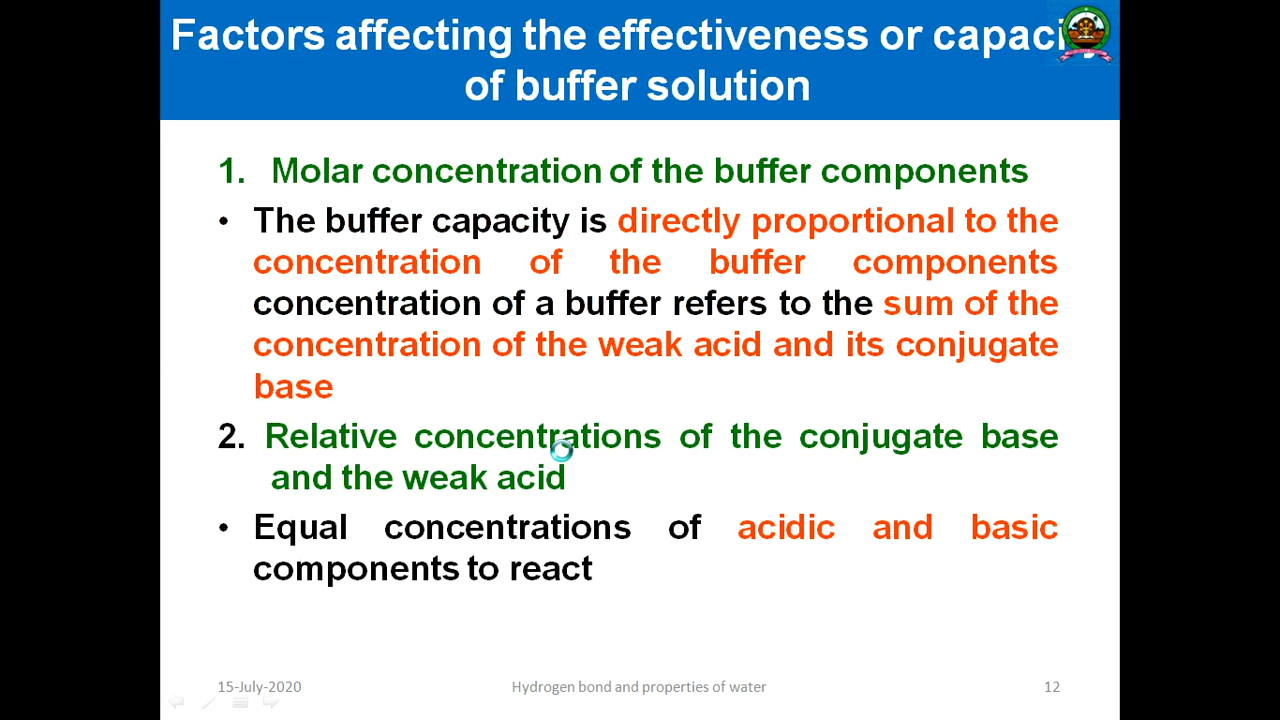 Factors affecting the effectiveness or capaci
of buffer solution
1. Molar concentration of the buffer components
• The buffer capacity is directly proportional to the
concentration of the buffer components
concentration of a buffer refers to the sum of the
concentration of the weak acid and its conjugate
base
2. Relative concentrations of the conjugate base
and the weak acid
• Equal concentrations of acidic and basic
components to react
15-July-2020 Hydrogen bond and properties of water 12